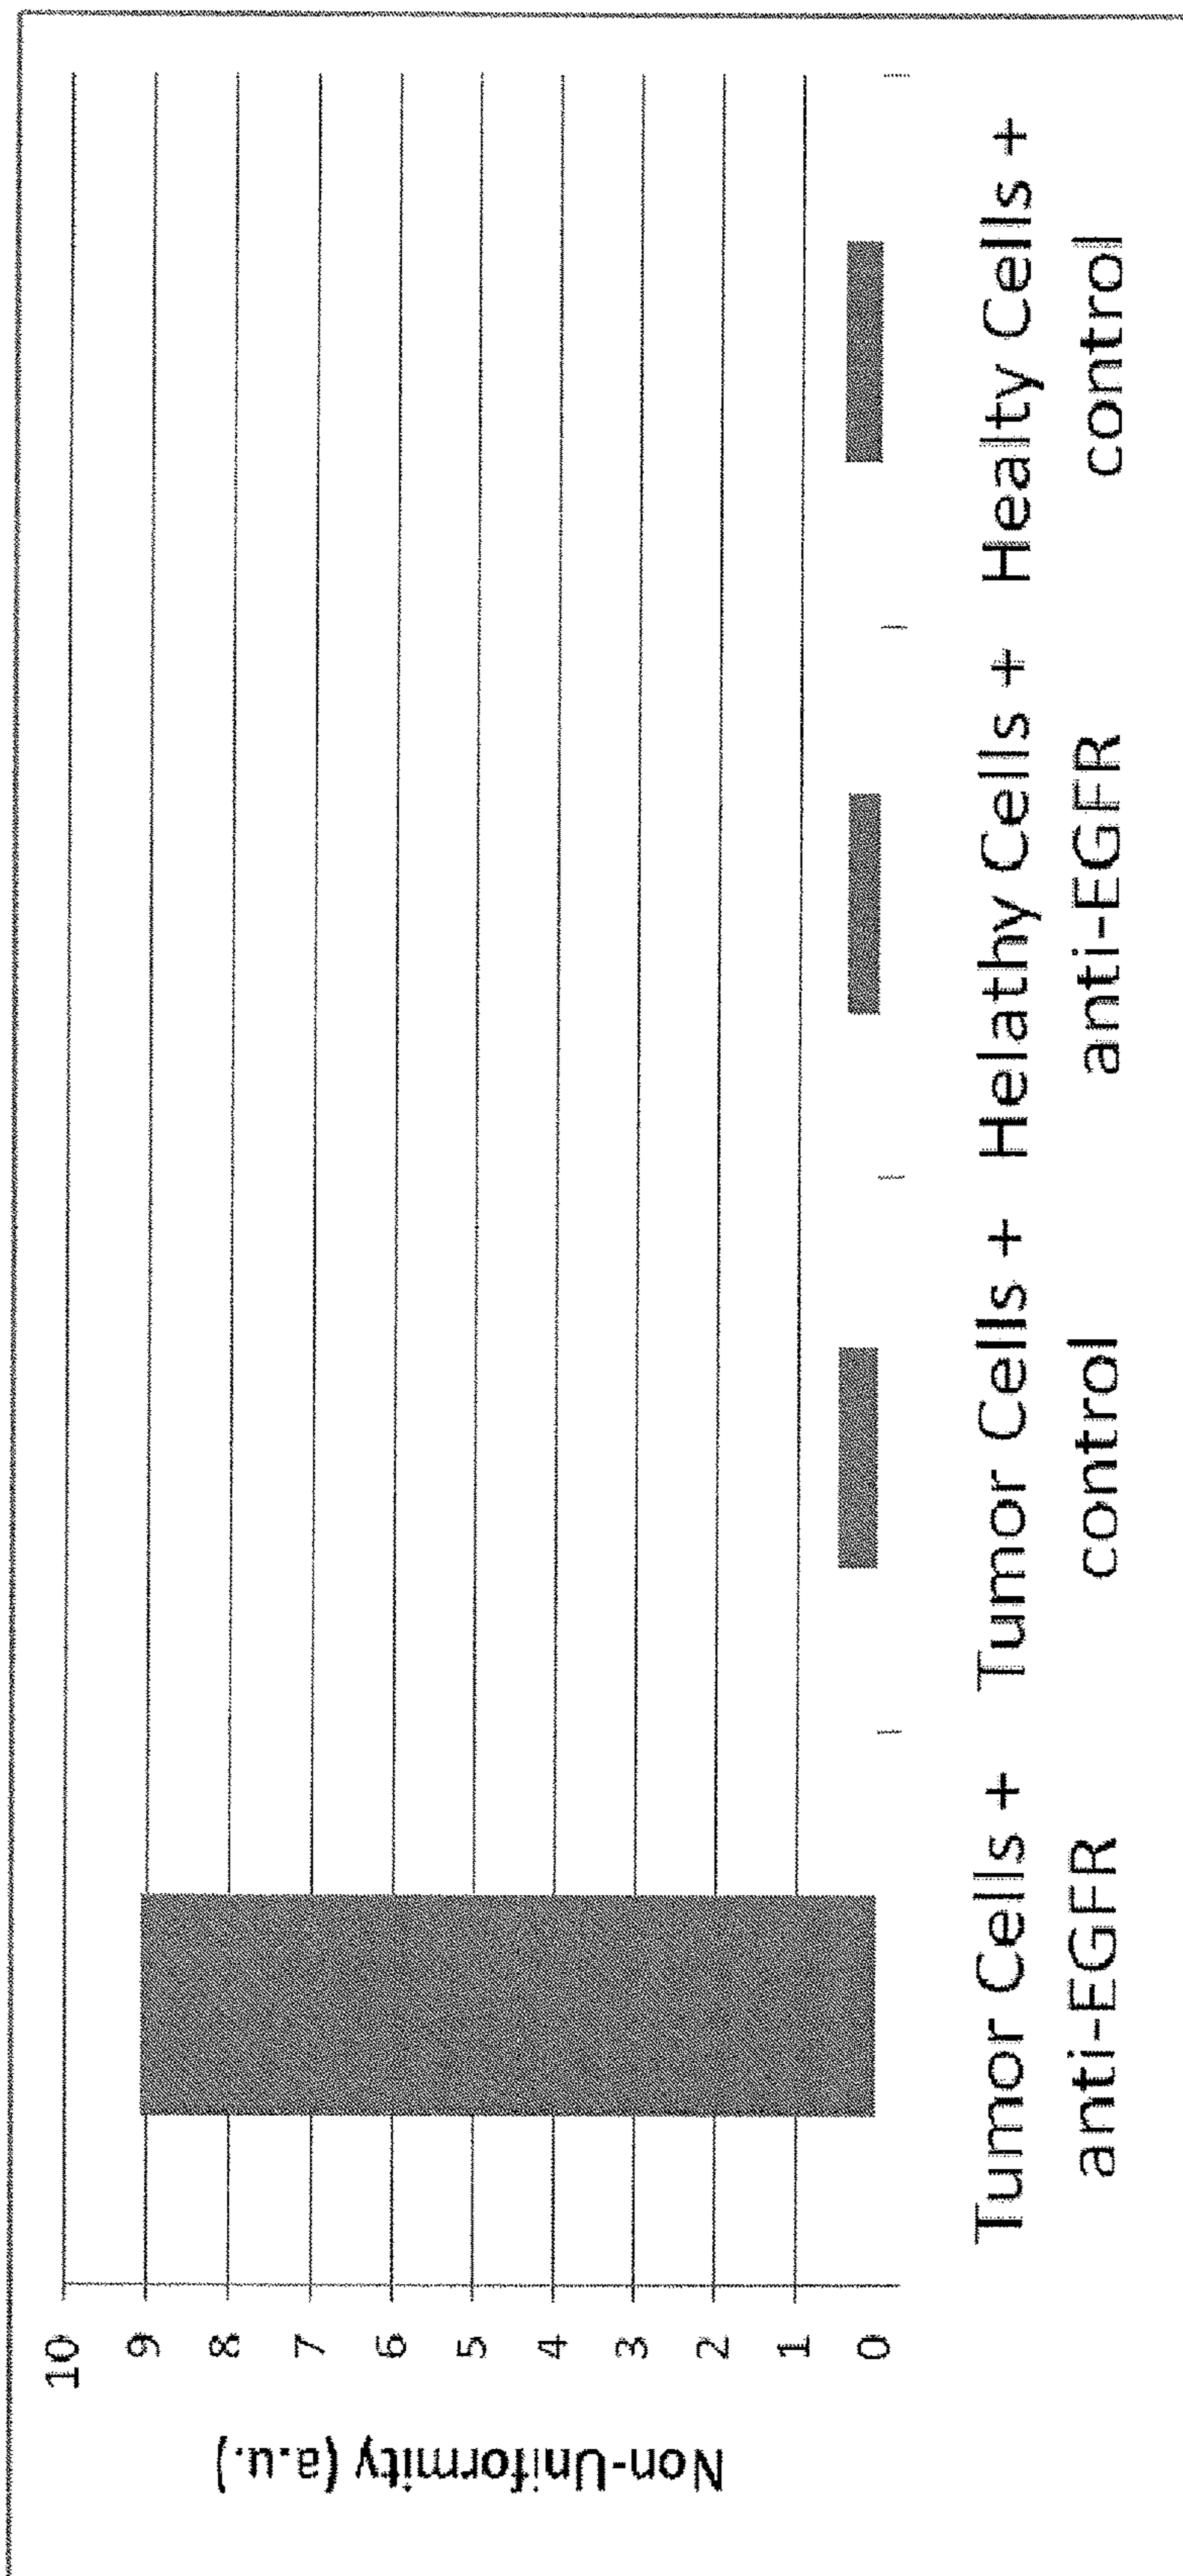 Non-Uniformity (a.u.)
10
9
8
7
6
5
4
3
2
1
0
Tumor Cells +
anti-EGFR
Tumor Cells +
control
Helathy Cells +
anti-EGFR
Healty Cells +
control